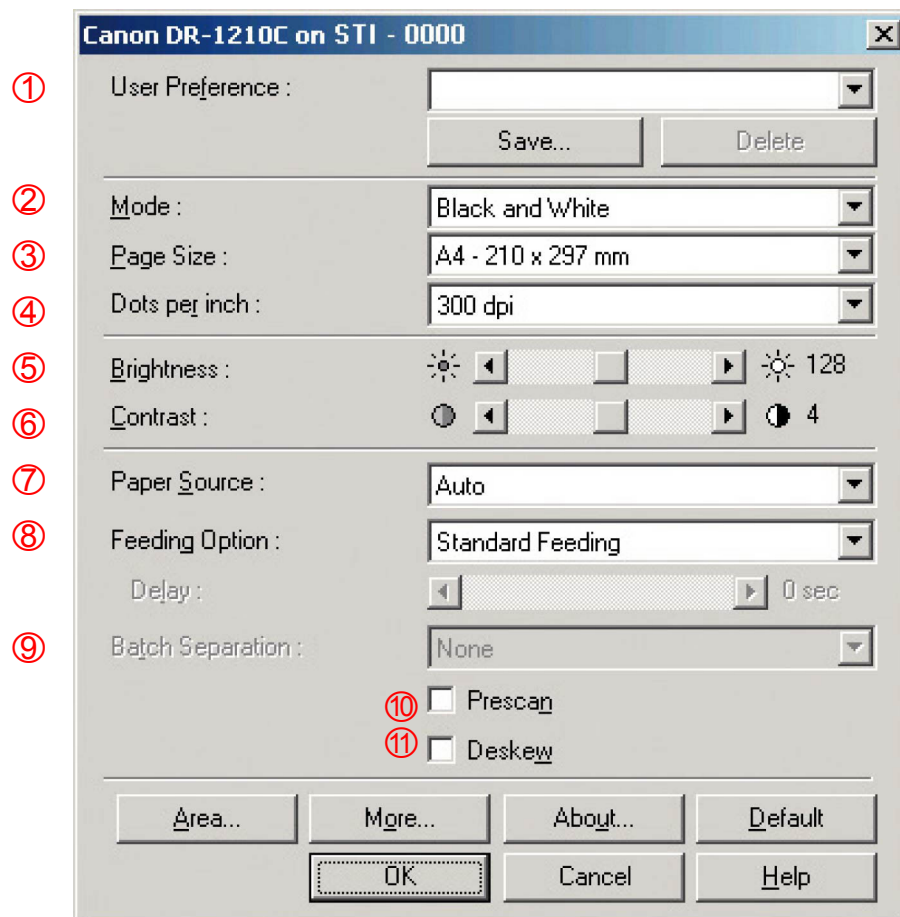 Canon DR-1210C on STI - 0000
① User Preference :
Save... Delete
② Mode : Black and White
③ Page Size : A4 - 210 x 297 mm
④ Dots per inch : 300 dpi
⑤ Brightness : 128
⑥ Contrast : 4
⑦ Paper Source : Auto
⑧ Feeding Option : Standard Feeding
Delay : 0 sec
⑨ Batch Separation : None
⑩ Prescan
⑪ Deskew
Area... More... About... Default
OK Cancel Help